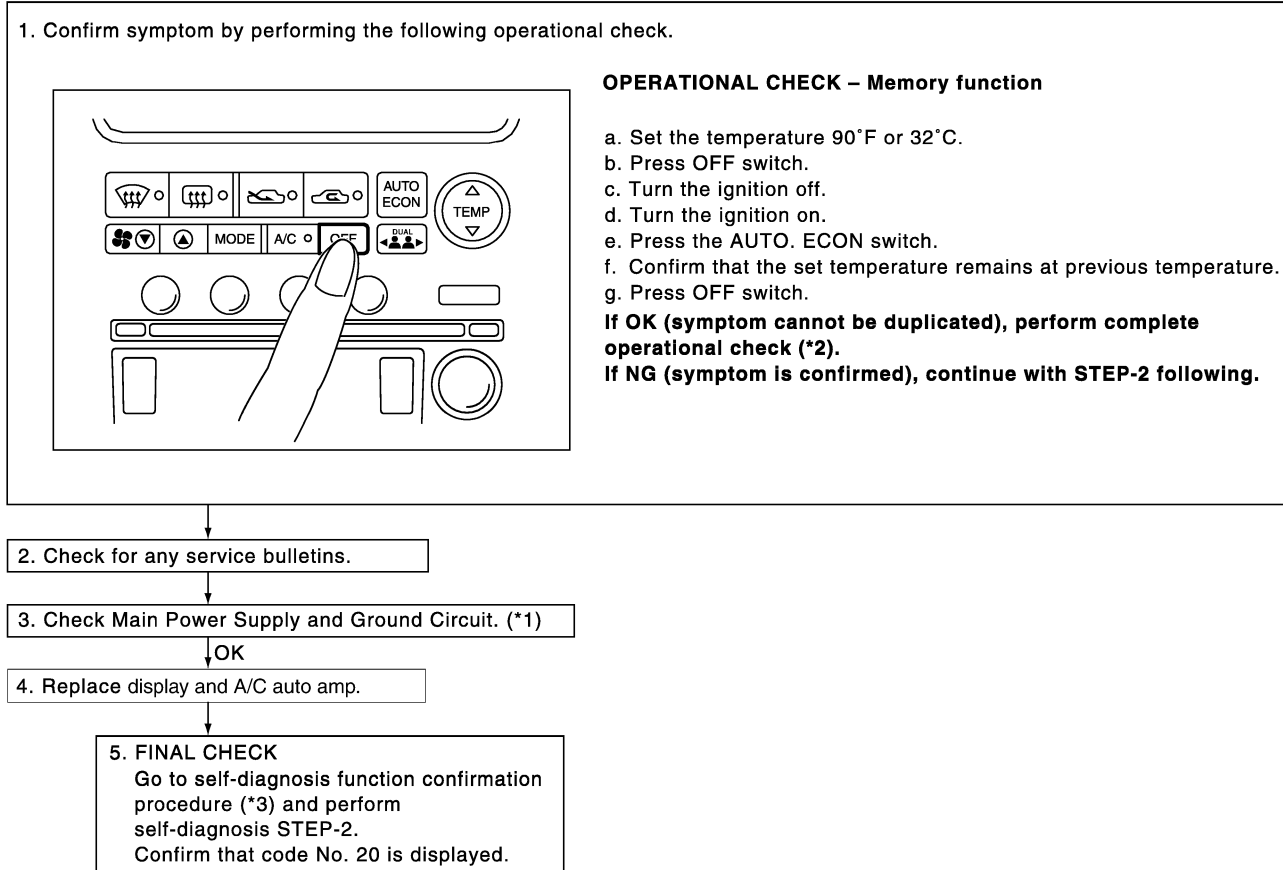 1. Confirm symptom by performing the following operational check.
OPERATIONAL CHECK – Memory function
a. Set the temperature 90˚F or 32˚C.
b. Press OFF switch.
c. Turn the ignition off.
d. Turn the ignition on.
e. Press the AUTO. ECON switch.
f. Confirm that the set temperature remains at previous temperature.
g. Press OFF switch.
If OK (symptom cannot be duplicated), perform complete
operational check (*2).
If NG (symptom is confirmed), continue with STEP-2 following.
AUTO
ECON
TEMP
MODE
A/C
OFF
DUAL
2. Check for any service bulletins.
3. Check Main Power Supply and Ground Circuit. (*1)
OK
4. Replace display and A/C auto amp.
5. FINAL CHECK
Go to self-diagnosis function confirmation
procedure (*3) and perform
self-diagnosis STEP-2.
Confirm that code No. 20 is displayed.